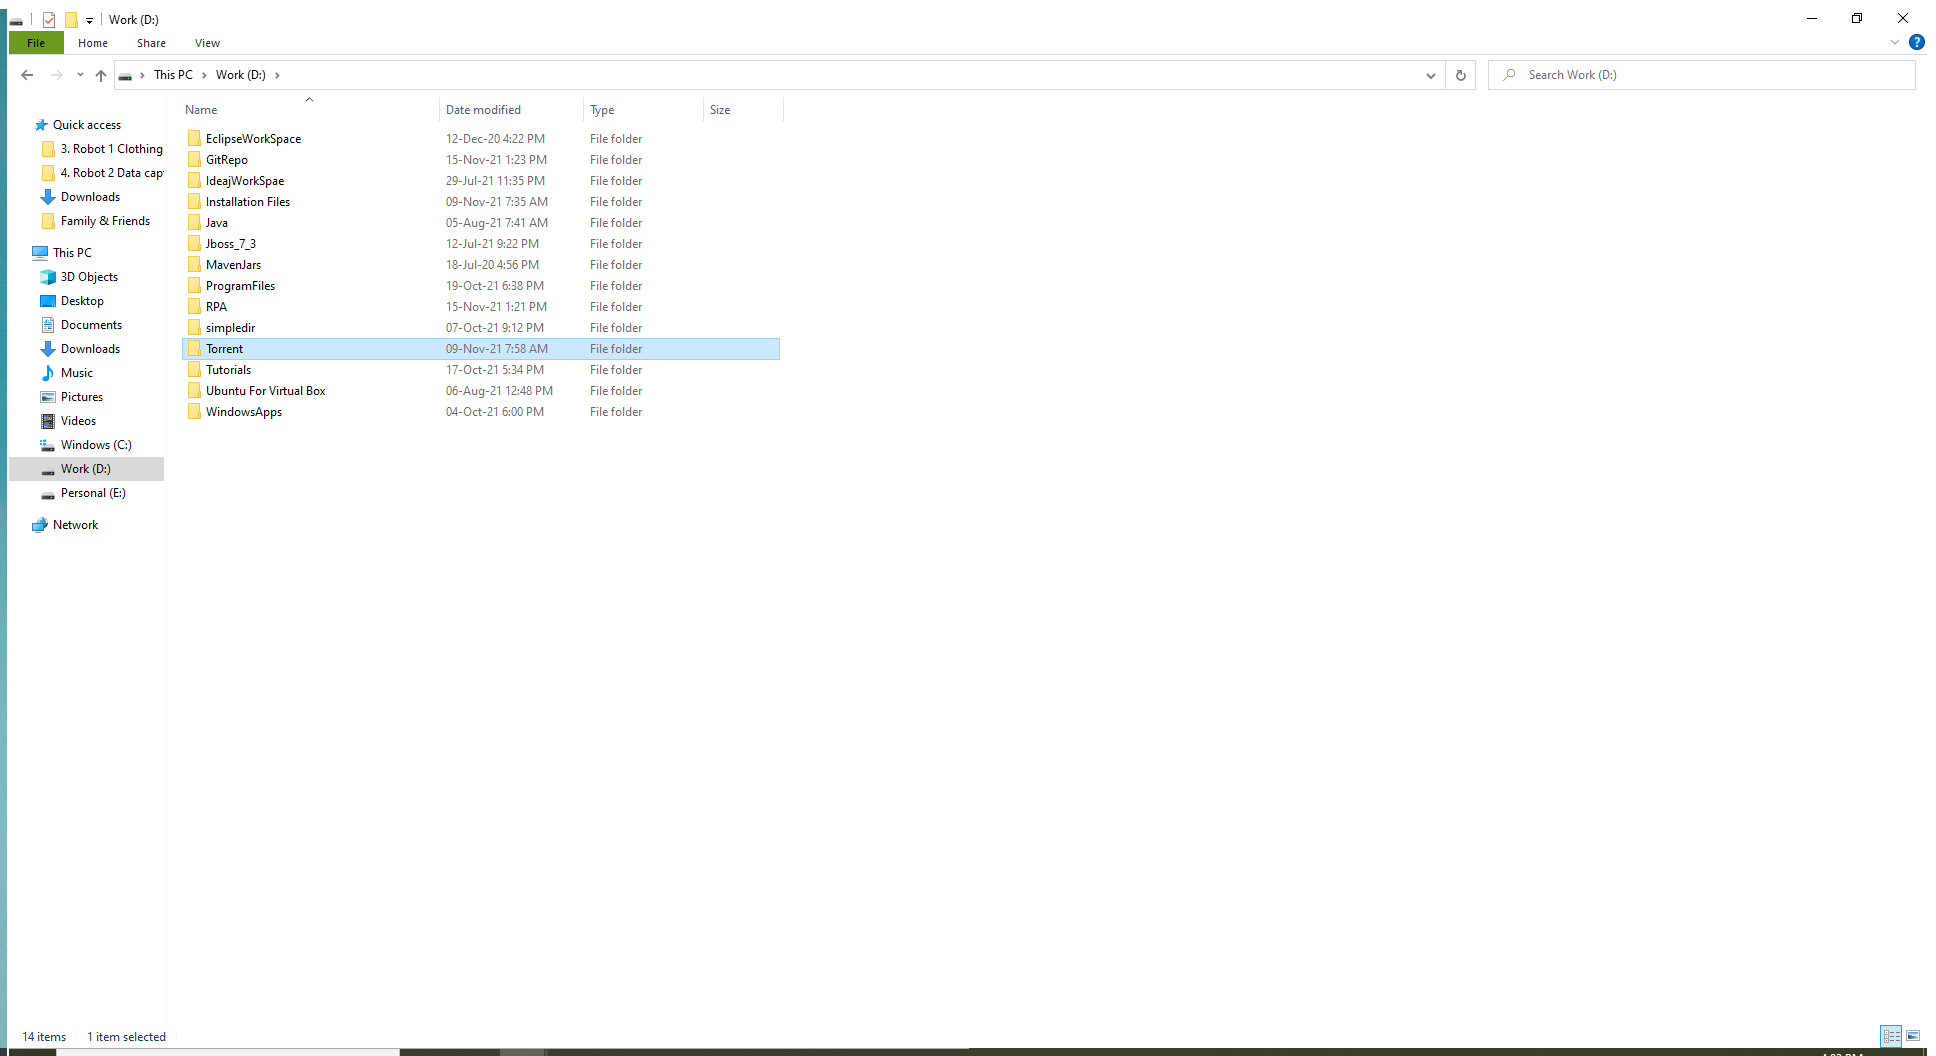 Work (D:)
File Home Share View
This PC Work (D:)
Search Work (D:)
Name Date modified Type Size
Quick access
3. Robot 1 Clothing
4. Robot 2 Data cap
Downloads
Family & Friends
This PC
3D Objects
Desktop
Documents
Downloads
Music
Pictures
Videos
Windows (C:)
Work (D:)
Personal (E:)
Network
EclipseWorkSpace 12-Dec-20 4:22 PM File folder
GitRepo 15-Nov-21 1:23 PM File folder
IdeajWorkSpae 29-Jul-21 11:35 PM File folder
Installation Files 09-Nov-21 7:35 AM File folder
Java 05-Aug-21 7:41 AM File folder
Jboss_7_3 12-Jul-21 9:22 PM File folder
MavenJars 18-Jul-20 4:56 PM File folder
ProgramFiles 19-Oct-21 6:38 PM File folder
RPA 15-Nov-21 1:21 PM File folder
simpledir 07-Oct-21 9:12 PM File folder
Torrent 09-Nov-21 7:58 AM File folder
Tutorials 17-Oct-21 5:34 PM File folder
Ubuntu For Virtual Box 06-Aug-21 12:48 PM File folder
WindowsApps 04-Oct-21 6:00 PM File folder
14 items 1 item selected